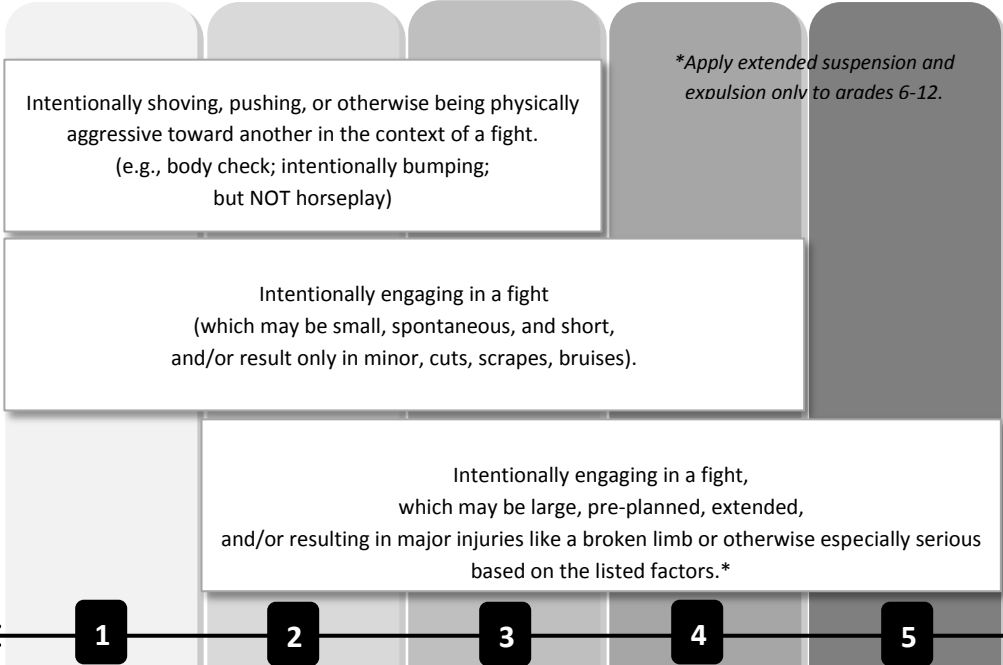 *Apply extended suspension and
expulsion only to grades 6-12.
Intentionally shoving, pushing, or otherwise being physically
aggressive toward another in the context of a fight.
(e.g., body check; intentionally bumping;
but NOT horseplay)
Intentionally engaging in a fight
(which may be small, spontaneous, and short,
and/or result only in minor, cuts, scrapes, bruises).
Intentionally engaging in a fight,
which may be large, pre-planned, extended,
and/or resulting in major injuries like a broken limb or otherwise especially serious
based on the listed factors.*
1 2 3 4 5